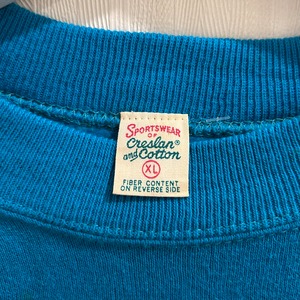 SPORTSWEAR
OF
Creslan®
and Cotton
XL
FIBER CONTENT
ON REVERSE SIDE